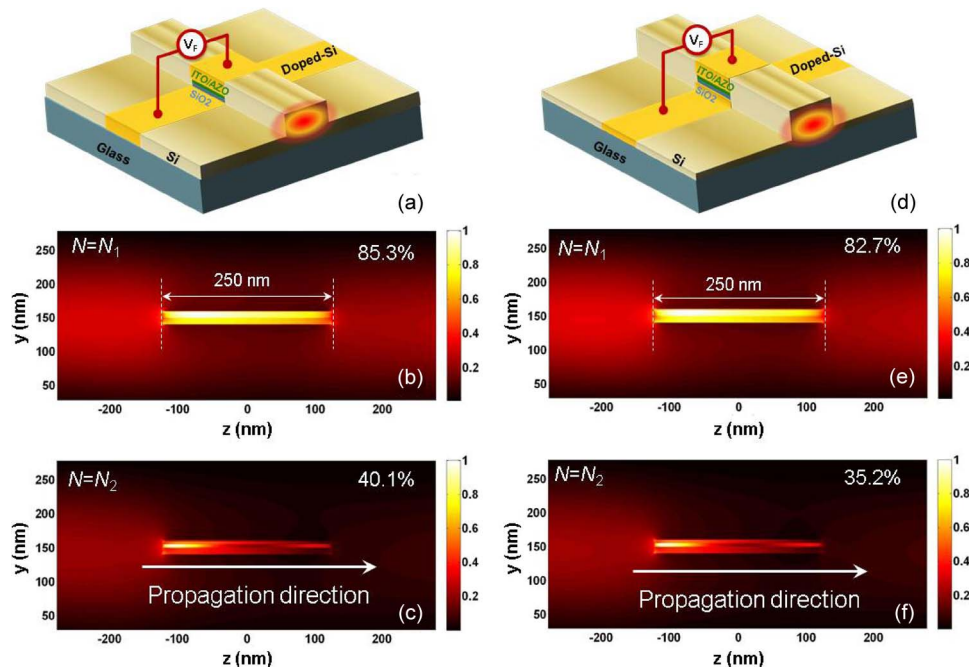 V_F
Doped-Si
ITO/AZO
SiO2
Glass
Si
(a)
V_F
Doped-Si
ITO/AZO
SiO2
Glass
Si
(d)
250
200
150
100
50
y (nm)
N=N₁
85.3%
250 nm
(b)
-200 -100 0 100 200
z (nm)
1
0.8
0.6
0.4
0.2
250
200
150
100
50
y (nm)
N=N₁
82.7%
250 nm
(e)
-200 -100 0 100 200
z (nm)
1
0.8
0.6
0.4
0.2
250
200
150
100
50
y (nm)
N=N₂
40.1%
Propagation direction
(c)
-200 -100 0 100 200
z (nm)
1
0.8
0.6
0.4
0.2
250
200
150
100
50
y (nm)
N=N₂
35.2%
Propagation direction
(f)
-200 -100 0 100 200
z (nm)
1
0.8
0.6
0.4
0.2